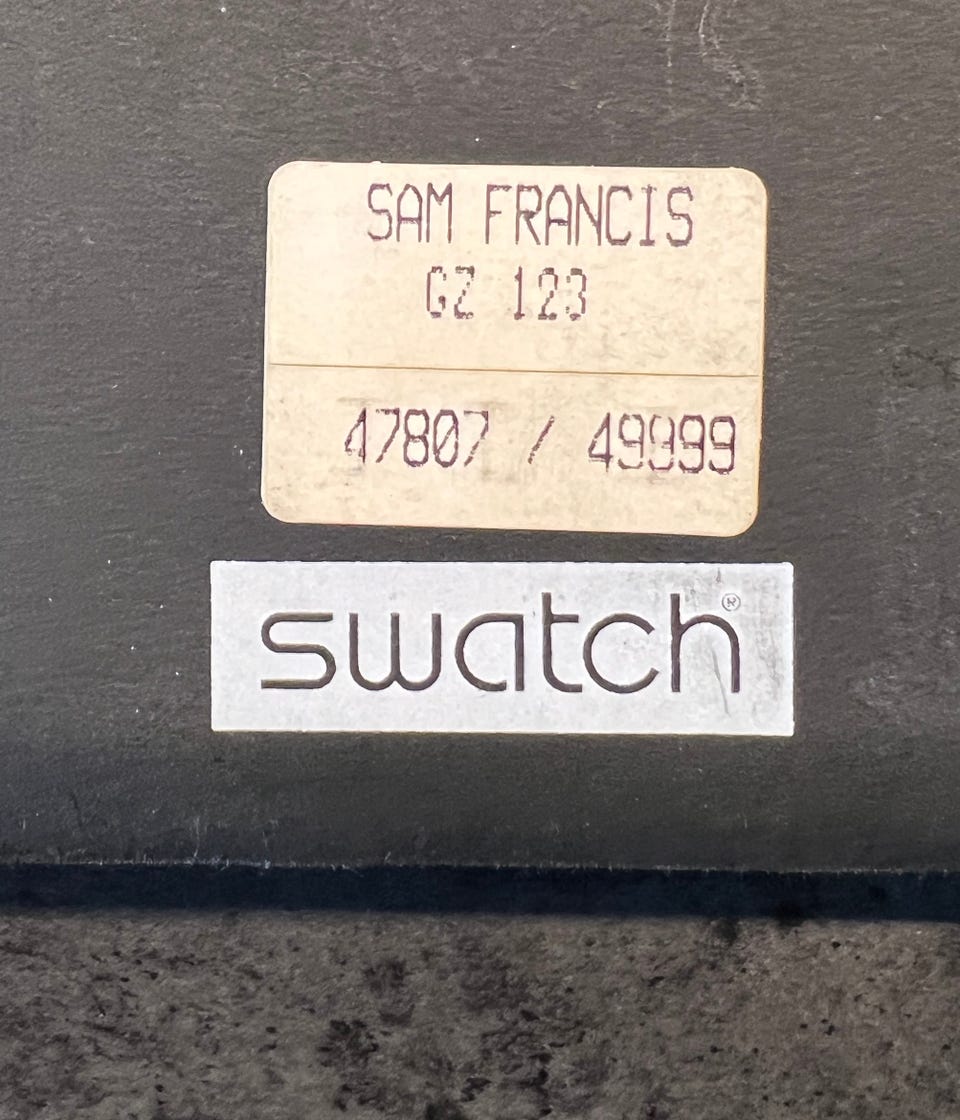 SAM FRANCIS
GZ 123
47807 / 49999
swatch®